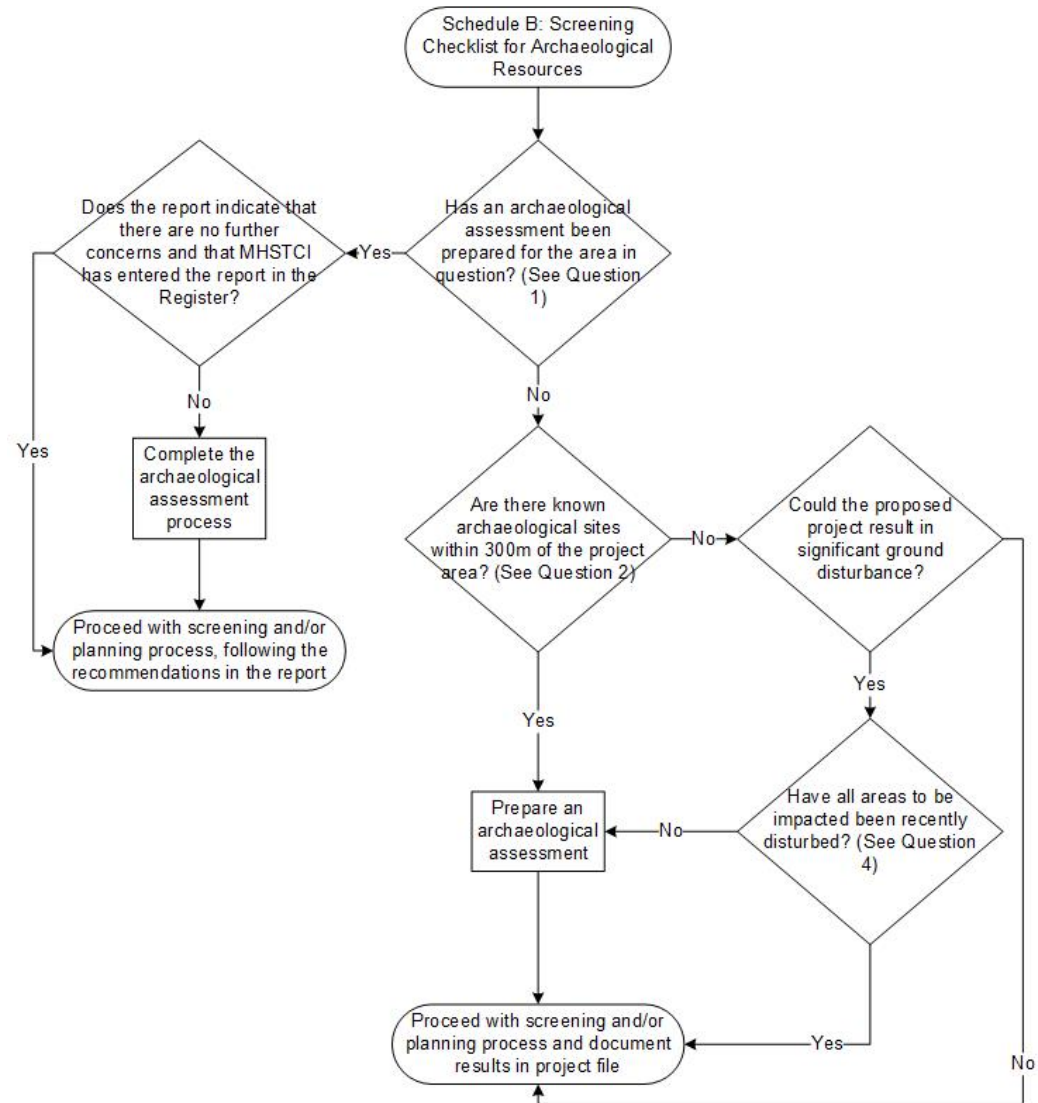 Schedule B: Screening
Checklist for Archaeological
Resources
Does the report indicate that
there are no further
concerns and that MHSTCI
has entered the report in the
Register?
Yes
Has an archaeological
assessment been
prepared for the area in
question? (See Question
1)
No
No
Yes
Complete the
archaeological
assessment
process
Are there known
archaeological sites
within 300m of the project
area? (See Question 2)
No
Could the proposed
project result in
significant ground
disturbance?
Proceed with screening and/or
planning process, following the
recommendations in the report
Yes
Yes
Prepare an
archaeological
assessment
No
Have all areas to be
impacted been recently
disturbed? (See Question
4)
Proceed with screening and/or
planning process and document
results in project file
Yes
No